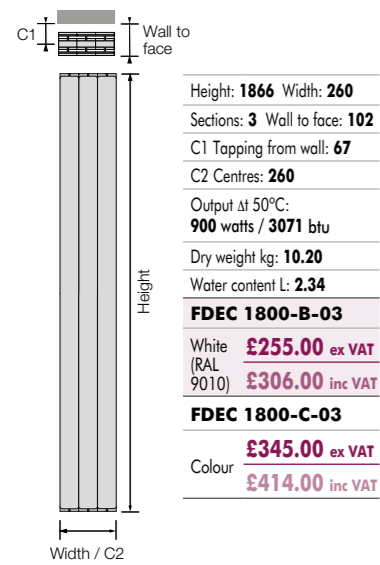 C1
Wall to
face
Height
Width / C2
Height: 1866 Width: 260
Sections: 3 Wall to face: 102
C1 Tapping from wall: 67
C2 Centres: 260
Output Δt 50ºC:
900 watts / 3071 btu
Dry weight kg: 10.20
Water content L: 2.34
FDEC 1800-B-03
White
(RAL
9010)
£255.00 ex VAT
£306.00 inc VAT
FDEC 1800-C-03
Colour
£345.00 ex VAT
£414.00 inc VAT